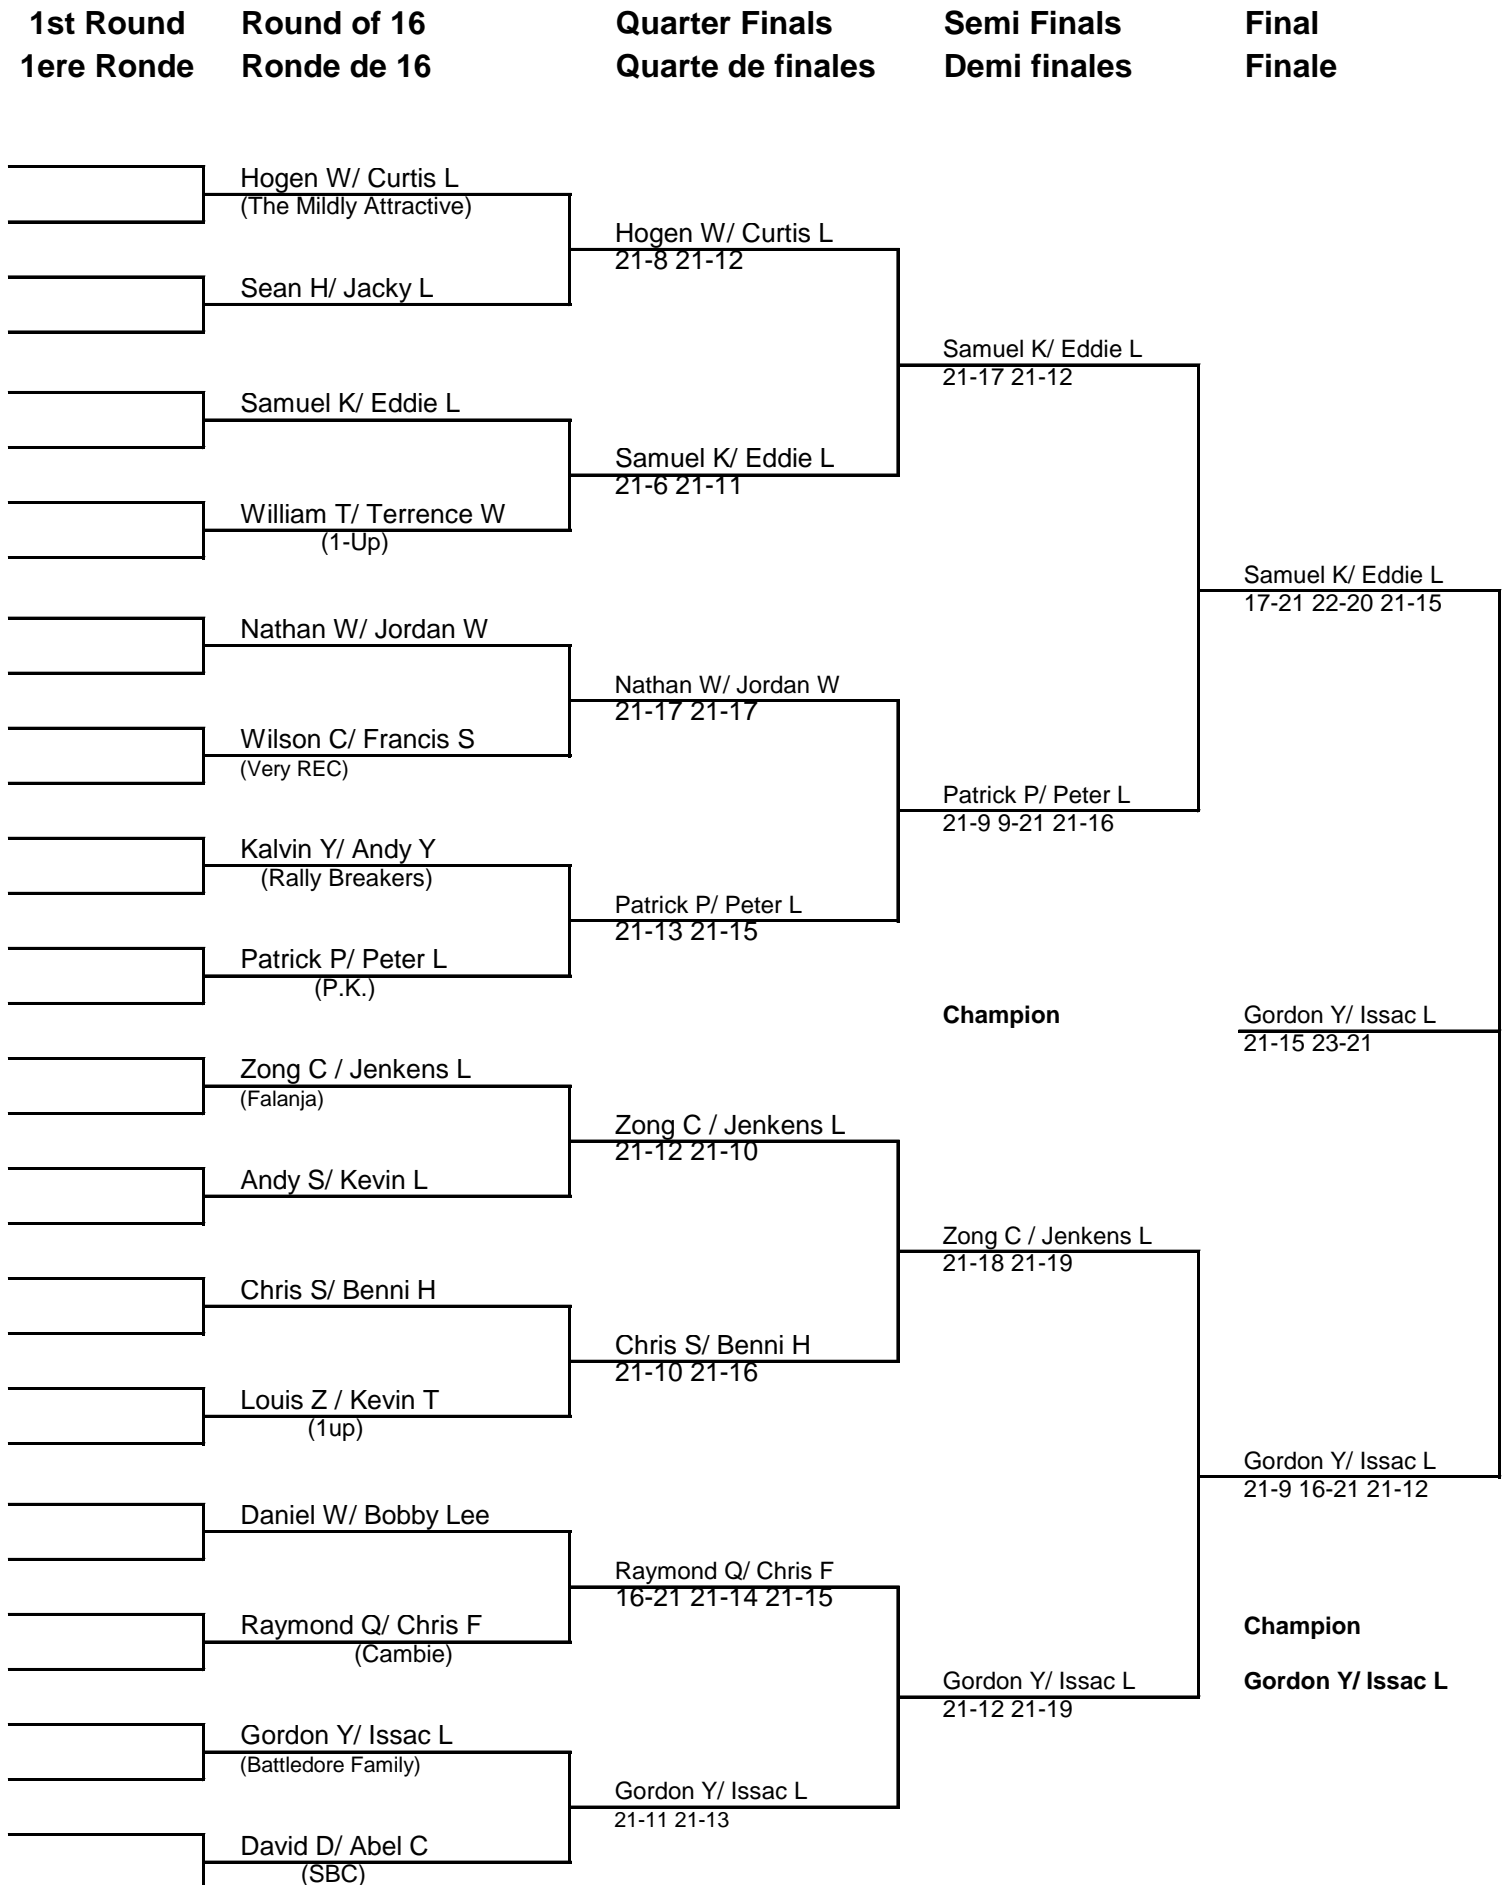 1st Round Round of 16 Quarter Finals Semi Finals Final
1ere Ronde Ronde de 16 Quarte de finales Demi finales Finale
Hogen W/ Curtis L
(The Mildly Attractive)
Hogen W/ Curtis L
21-8 21-12
Sean H/ Jacky L
Samuel K/ Eddie L
21-17 21-12
Samuel K/ Eddie L
Samuel K/ Eddie L
21-6 21-11
William T/ Terrence W
(1-Up)
Samuel K/ Eddie L
17-21 22-20 21-15
Nathan W/ Jordan W
Nathan W/ Jordan W
21-17 21-17
Wilson C/ Francis S
(Very REC)
Patrick P/ Peter L
21-9 9-21 21-16
Kalvin Y/ Andy Y
(Rally Breakers)
Patrick P/ Peter L
21-13 21-15
Patrick P/ Peter L
(P.K.)
Champion Gordon Y/ Issac L
21-15 23-21
Zong C / Jenkens L
(Falanja)
Zong C / Jenkens L
21-12 21-10
Andy S/ Kevin L
Zong C / Jenkens L
21-18 21-19
Chris S/ Benni H
Chris S/ Benni H
21-10 21-16
Louis Z / Kevin T
(1up)
Gordon Y/ Issac L
21-9 16-21 21-12
Daniel W/ Bobby Lee
Raymond Q/ Chris F
16-21 21-14 21-15
Raymond Q/ Chris F Champion
(Cambie)
Gordon Y/ Issac L Gordon Y/ Issac L
21-12 21-19
Gordon Y/ Issac L
(Battledore Family)
Gordon Y/ Issac L
21-11 21-13
David D/ Abel C
(SBC)